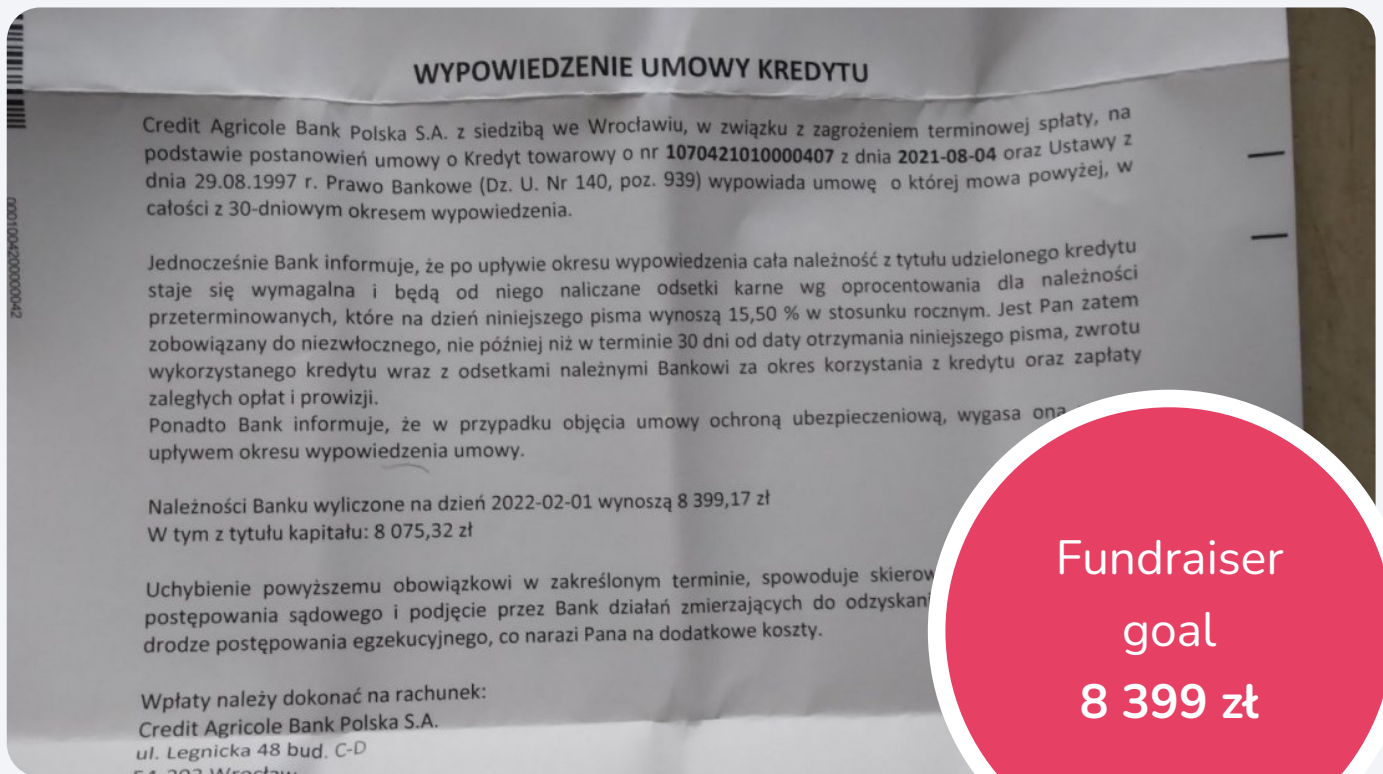 WYPOWIEDZENIE UMOWY KREDYTU
Credit Agricole Bank Polska S.A. z siedzibą we Wrocławiu, w związku z zagrożeniem terminowej spłaty, na
podstawie postanowień umowy o Kredyt towarowy o nr 1070421010000407 z dnia 2021-08-04 oraz Ustawy z
dnia 29.08.1997 r. Prawo Bankowe (Dz. U. Nr 140, poz. 939) wypowiada umowę o której mowa powyżej, w
całości z 30-dniowym okresem wypowiedzenia.
Jednocześnie Bank informuje, że po upływie okresu wypowiedzenia cała należność z tytułu udzielonego kredytu
staje się wymagalna i będą od niego naliczane odsetki karne wg oprocentowania dla należności
przeterminowanych, które na dzień niniejszego pisma wynoszą 15,50 % w stosunku rocznym. Jest Pan zatem
zobowiązany do niezwłocznego, nie później niż w terminie 30 dni od daty otrzymania niniejszego pisma, zwrotu
wykorzystanego kredytu wraz z odsetkami należnymi Bankowi za okres korzystania z kredytu oraz zapłaty
zaległych opłat i prowizji.
Ponadto Bank informuje, że w przypadku objęcia umowy ochroną ubezpieczeniową, wygasa ona
upływem okresu wypowiedzenia umowy.
Należności Banku wyliczone na dzień 2022-02-01 wynoszą 8 399,17 zł
W tym z tytułu kapitału: 8 075,32 zł
Uchybienie powyższemu obowiązkowi w zakreślonym terminie, spowoduje skierow
postępowania sądowego i podjęcie przez Bank działań zmierzających do odzyskani
drodze postępowania egzekucyjnego, co narazi Pana na dodatkowe koszty.
Wpłaty należy dokonać na rachunek:
Credit Agricole Bank Polska S.A.
ul. Legnicka 48 bud. C-D
Fundraiser
goal
8 399 zł